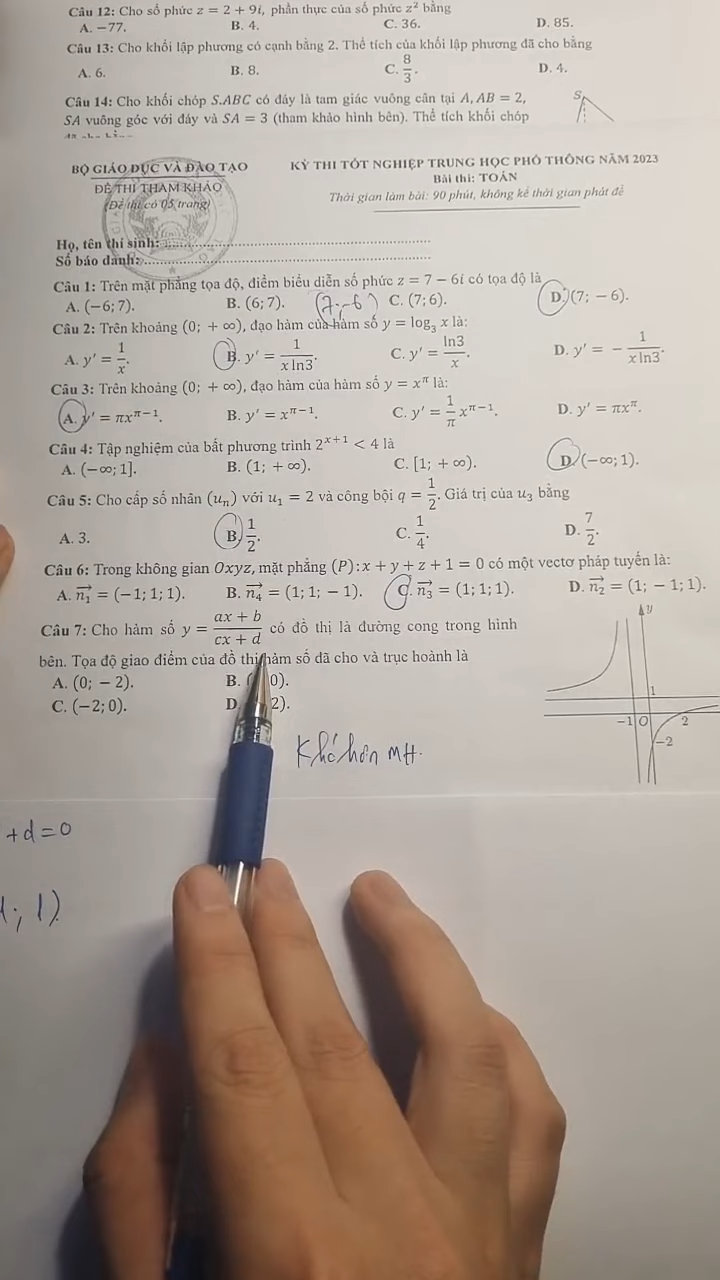 Câu 12: Cho số phức z = 2 + 9i, phần thực của số phức z² bằng
A. −77. B. 4. C. 36. D. 85.
Câu 13: Cho khối lập phương có cạnh bằng 2. Thể tích của khối lập phương đã cho bằng
A. 6. B. 8. C. 8/3. D. 4.
Câu 14: Cho khối chóp S.ABC có đáy là tam giác vuông cân tại A, AB = 2,
SA vuông góc với đáy và SA = 3 (tham khảo hình bên). Thể tích khối chóp
S
BỘ GIÁO DỤC VÀ ĐÀO TẠO
ĐỀ THI THAM KHẢO
(Đề thi có 05 trang)
KỲ THI TỐT NGHIỆP TRUNG HỌC PHỔ THÔNG NĂM 2023
Bài thi: TOÁN
Thời gian làm bài: 90 phút, không kể thời gian phát đề
Họ, tên thí sinh:
Số báo danh:
Câu 1: Trên mặt phẳng tọa độ, điểm biểu diễn số phức z = 7 − 6i có tọa độ là
A. (−6; 7). B. (6; 7). (7; −6) C. (7; 6). D. (7; − 6).
Câu 2: Trên khoảng (0; +∞), đạo hàm của hàm số y = log₃ x là:
A. y′ = 1/x. B. y′ = 1/(x ln3). C. y′ = ln3/x. D. y′ = − 1/(x ln3).
Câu 3: Trên khoảng (0; +∞), đạo hàm của hàm số y = x^π là:
A. y′ = πx^(π−1). B. y′ = x^(π−1). C. y′ = 1/π x^(π−1). D. y′ = πx^π.
Câu 4: Tập nghiệm của bất phương trình 2^(x+1) < 4 là
A. (−∞; 1]. B. (1; +∞). C. [1; +∞). D. (−∞; 1).
Câu 5: Cho cấp số nhân (uₙ) với u₁ = 2 và công bội q = 1/2. Giá trị của u₃ bằng
A. 3. B. 1/2. C. 1/4. D. 7/2.
Câu 6: Trong không gian Oxyz, mặt phẳng (P): x + y + z + 1 = 0 có một vectơ pháp tuyến là:
A. n₁⃗ = (−1; 1; 1). B. n₄⃗ = (1; 1; − 1). C. n₃⃗ = (1; 1; 1). D. n₂⃗ = (1; − 1; 1).
Câu 7: Cho hàm số y = (ax + b)/(cx + d) có đồ thị là đường cong trong hình
bên. Tọa độ giao điểm của đồ thị hàm số đã cho và trục hoành là
A. (0; − 2). B. ( 0).
C. (−2; 0). D. 2).
y
1
−1 O 2
−2
Khó hơn MH.
+d=0
; 1)